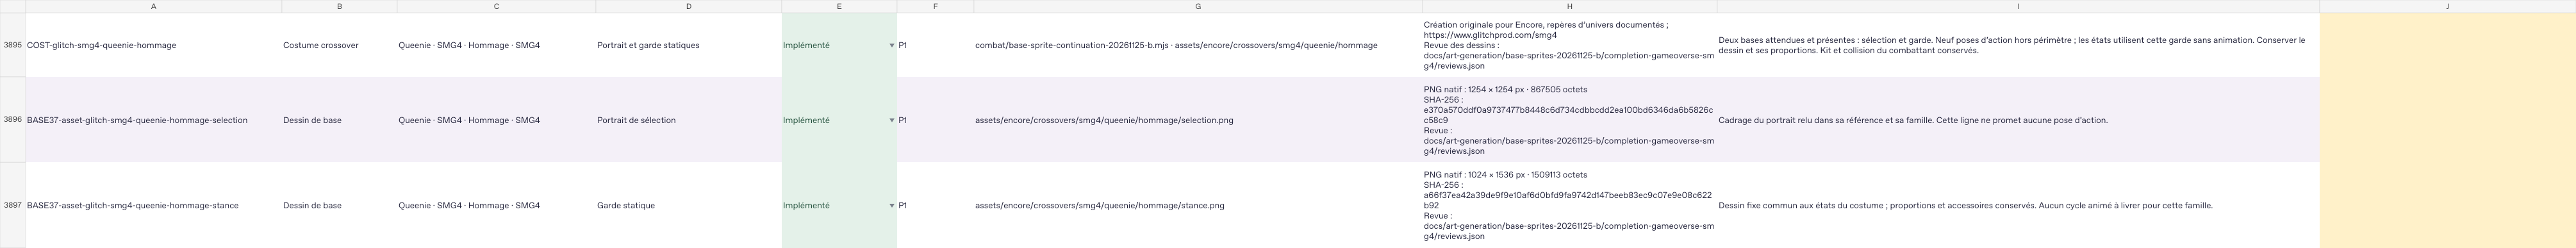 A B C D E F G H I J
3895 COST-glitch-smg4-queenie-hommage Costume crossover Queenie · SMG4 · Hommage · SMG4 Portrait et garde statiques Implémenté P1 combat/base-sprite-continuation-20261125-b.mjs · assets/encore/crossovers/smg4/queenie/hommage
Création originale pour Encore, repères d'univers documentés ;
https://www.glitchprod.com/smg4
Revue des dessins :
docs/art-generation/base-sprites-20261125-b/completion-gameoverse-sm
g4/reviews.json
Deux bases attendues et présentes : sélection et garde. Neuf poses d'action hors périmètre ; les états utilisent cette garde sans animation. Conserver le
dessin et ses proportions. Kit et collision du combattant conservés.
3896 BASE37-asset-glitch-smg4-queenie-hommage-selection Dessin de base Queenie · SMG4 · Hommage · SMG4 Portrait de sélection Implémenté P1 assets/encore/crossovers/smg4/queenie/hommage/selection.png
PNG natif : 1254 × 1254 px · 867505 octets
SHA-256 :
e370a570ddf0a9737477b8448c6d734cdbbcdd2ea100bd6346da6b5826c
c58c9
Revue :
docs/art-generation/base-sprites-20261125-b/completion-gameoverse-sm
g4/reviews.json
Cadrage du portrait relu dans sa référence et sa famille. Cette ligne ne promet aucune pose d'action.
3897 BASE37-asset-glitch-smg4-queenie-hommage-stance Dessin de base Queenie · SMG4 · Hommage · SMG4 Garde statique Implémenté P1 assets/encore/crossovers/smg4/queenie/hommage/stance.png
PNG natif : 1024 × 1536 px · 1509113 octets
SHA-256 :
a66f37ea42a39de9f9e10af6d0bfd9fa9742d147beeb83ec9c07e9e08c622
b92
Revue :
docs/art-generation/base-sprites-20261125-b/completion-gameoverse-sm
g4/reviews.json
Dessin fixe commun aux états du costume ; proportions et accessoires conservés. Aucun cycle animé à livrer pour cette famille.